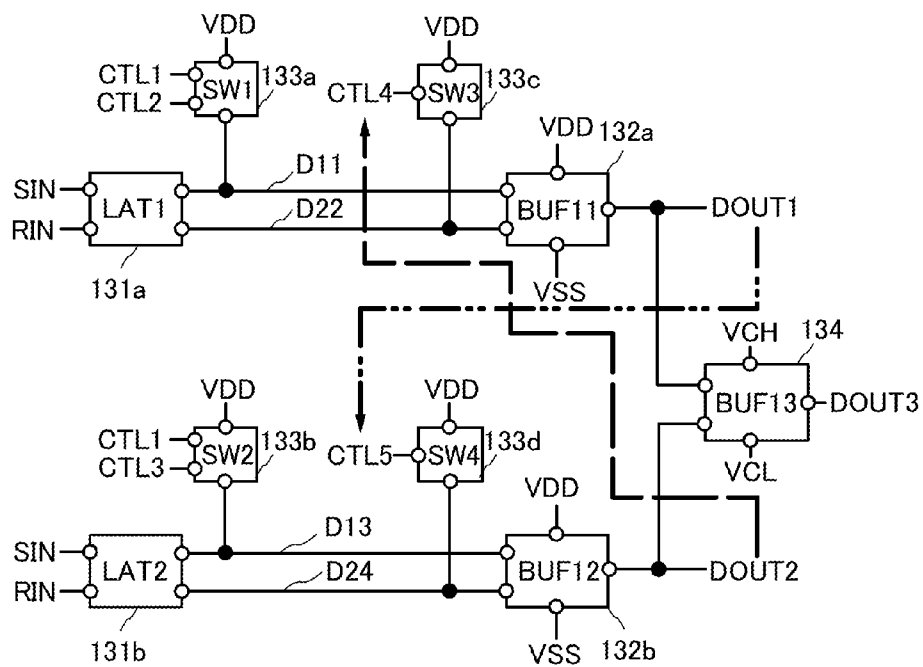 VDD
VDD
CTL1
CTL2
SW1
133a
CTL4
SW3
133c
VDD
132a
D11
SIN
RIN
LAT1
D22
BUF11
DOUT1
131a
VSS
VCH
134
VDD
VDD
BUF13
DOUT3
CTL1
CTL3
SW2
133b
CTL5
SW4
133d
VCL
VDD
D13
SIN
RIN
LAT2
D24
BUF12
DOUT2
131b
VSS
132b